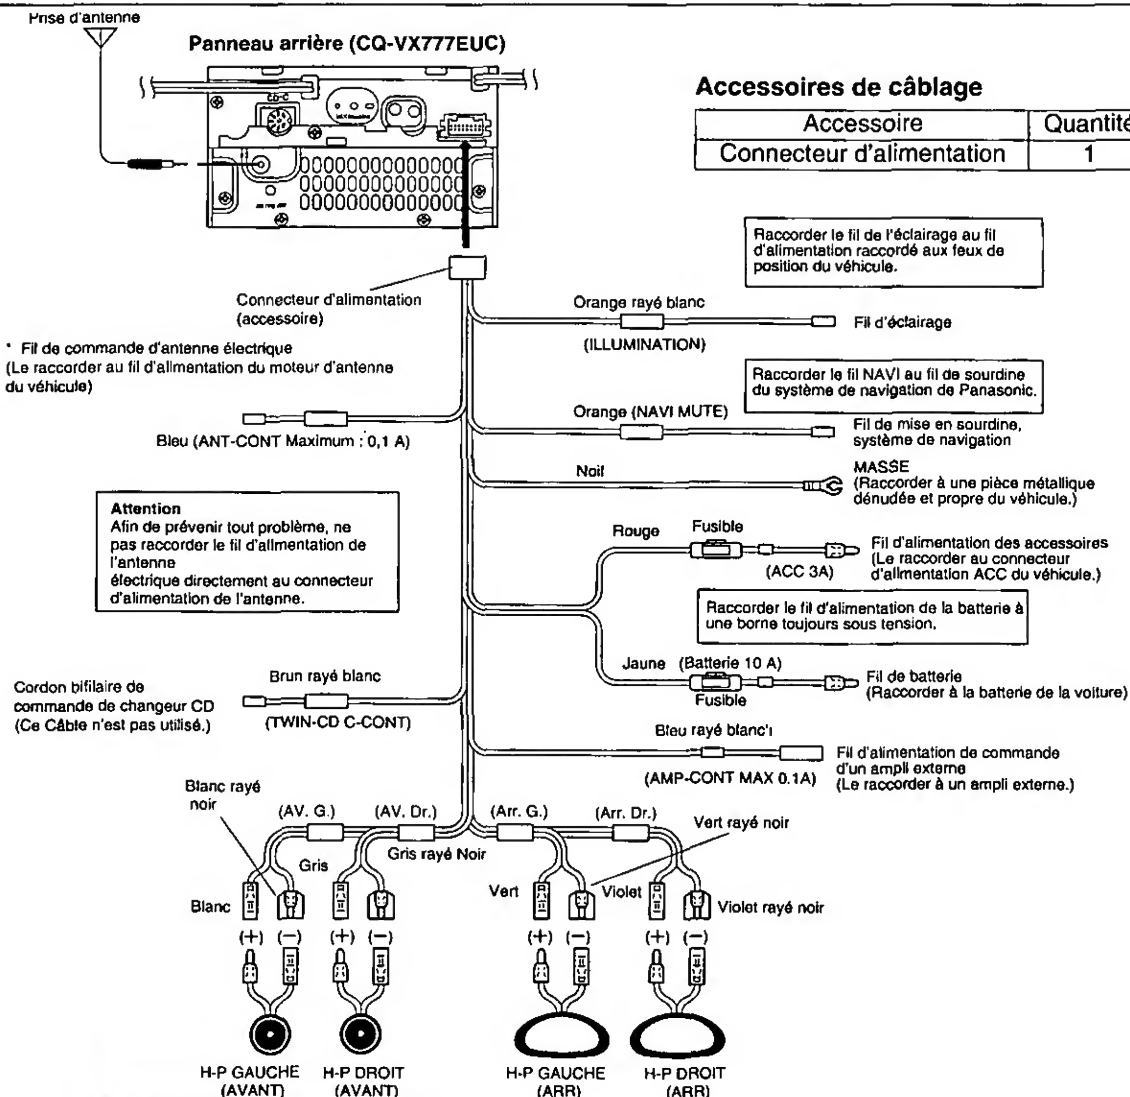 Prise d'antenne
Panneau arrière (CQ-VX777EUC)
CD-C
Accessoires de câblage
Accessoire Quantité
Connecteur d'alimentation 1
Raccorder le fil de l'éclairage au fil
d'alimentation raccordé aux feux de
position du véhicule.
Connecteur d'alimentation
(accessoire)
Orange rayé blanc
(ILLUMINATION)
Fil d'éclairage
* Fil de commande d'antenne électrique
(Le raccorder au fil d'alimentation du moteur d'antenne
du véhicule)
Raccorder le fil NAVI au fil de sourdine
du système de navigation de Panasonic.
Bleu (ANT-CONT Maximum : 0,1 A)
Orange (NAVI MUTE)
Fil de mise en sourdine,
système de navigation
Noir
MASSE
(Raccorder à une pièce métallique
dénudée et propre du véhicule.)
Attention
Afin de prévenir tout problème, ne
pas raccorder le fil d'alimentation de
l'antenne
électrique directement au connecteur
d'alimentation de l'antenne.
Rouge
Fusible
(ACC 3A)
Fil d'alimentation des accessoires
(Le raccorder au connecteur
d'alimentation ACC du véhicule.)
Raccorder le fil d'alimentation de la batterie à
une borne toujours sous tension.
Jaune (Batterie 10 A)
Fusible
Fil de batterie
(Raccorder à la batterie de la voiture)
Cordon bifilaire de
commande de changeur CD
(Ce Câble n'est pas utilisé.)
Brun rayé blanc
(TWIN-CD C-CONT)
Bleu rayé blanc'ı
(AMP-CONT MAX 0.1A)
Fil d'alimentation de commande
d'un ampli externe
(Le raccorder à un ampli externe.)
Blanc rayé
noir
(AV. G.) (AV. Dr.) (Arr. G.) (Arr. Dr.)
Vert rayé noir
Gris
Gris rayé Noir
Blanc
Vert
Violet
Violet rayé noir
(+) (−) (+) (−) (+) (−) (+) (−)
H-P GAUCHE
(AVANT)
H-P DROIT
(AVANT)
H-P GAUCHE
(ARR)
H-P DROIT
(ARR)